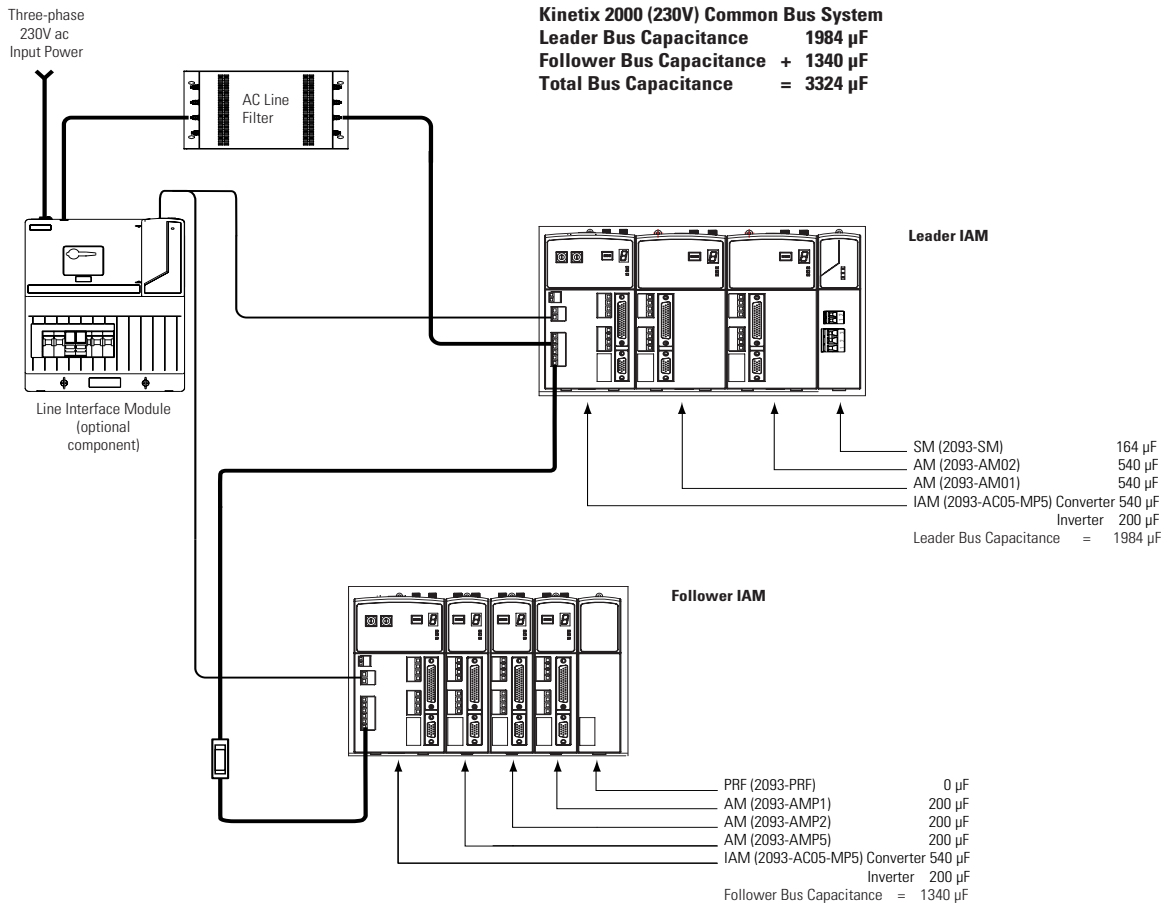 Three-phase
230V ac
Input Power
Kinetix 2000 (230V) Common Bus System
Leader Bus Capacitance 1984 µF
Follower Bus Capacitance + 1340 µF
Total Bus Capacitance = 3324 µF
AC Line
Filter
Leader IAM
Line Interface Module
(optional
component)
SM (2093-SM) 164 µF
AM (2093-AM02) 540 µF
AM (2093-AM01) 540 µF
IAM (2093-AC05-MP5) Converter 540 µF
Inverter 200 µF
Leader Bus Capacitance = 1984 µF
Follower IAM
PRF (2093-PRF) 0 µF
AM (2093-AMP1) 200 µF
AM (2093-AMP2) 200 µF
AM (2093-AMP5) 200 µF
IAM (2093-AC05-MP5) Converter 540 µF
Inverter 200 µF
Follower Bus Capacitance = 1340 µF